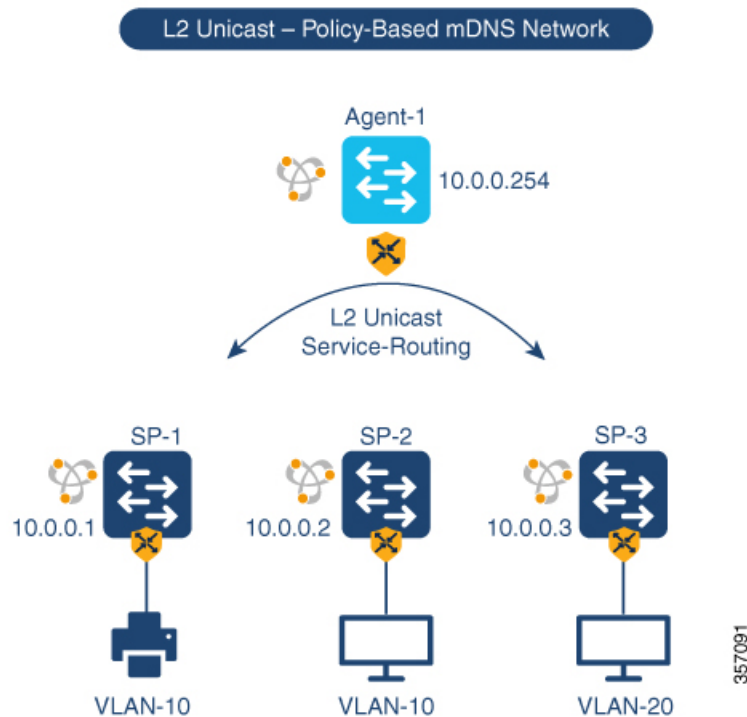 L2 Unicast – Policy-Based mDNS Network
Agent-1
10.0.0.254
L2 Unicast
Service-Routing
SP-1
SP-2
SP-3
10.0.0.1
10.0.0.2
10.0.0.3
VLAN-10
VLAN-10
VLAN-20
357091